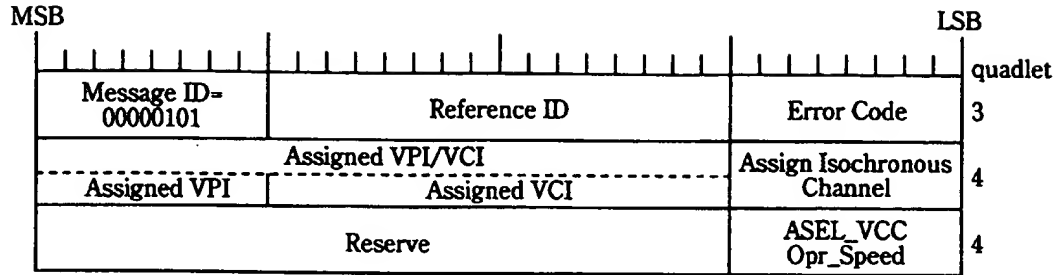 MSB LSB
quadlet
Message ID=
00000101
Reference ID
Error Code
3
Assigned VPI/VCI
Assigned VPI
Assigned VCI
Assign Isochronous
Channel
4
Reserve
ASEL_VCC
Opr_Speed
4